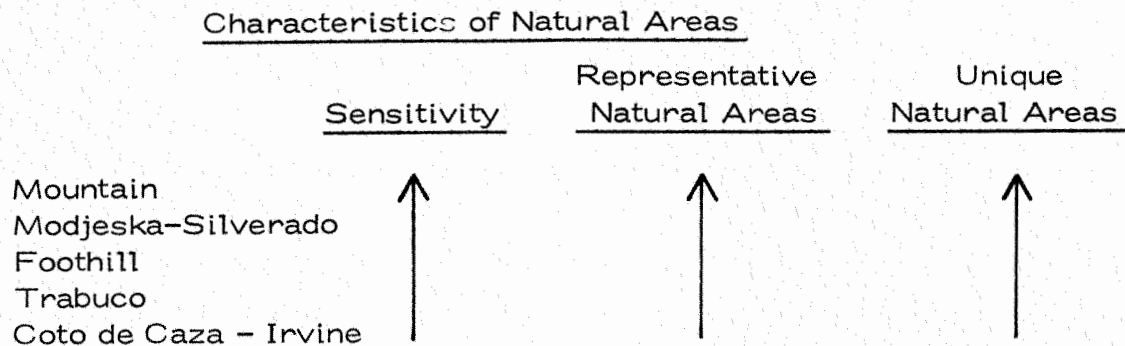 Characteristics of Natural Areas
Representative Unique
Sensitivity Natural Areas Natural Areas
Mountain
Modjeska-Silverado
Foothill
Trabuco
Coto de Caza - Irvine